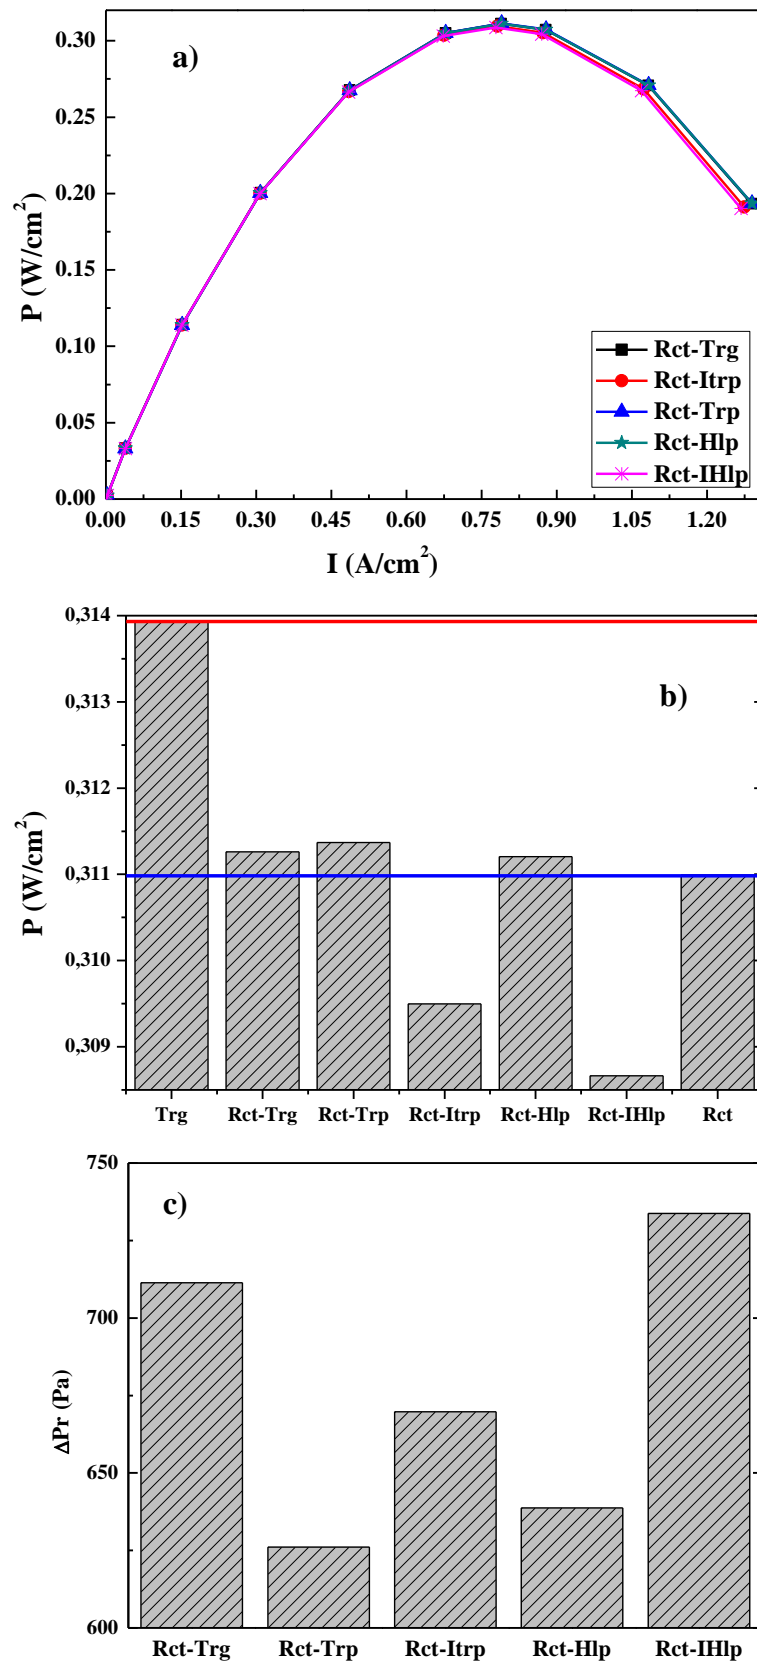 a)
P (W/cm²)
0.30
0.25
0.20
0.15
0.10
0.05
0.00
0.00 0.15 0.30 0.45 0.60 0.75 0.90 1.05 1.20
I (A/cm²)
Rct-Trg
Rct-Itrp
Rct-Trp
Rct-Hlp
Rct-IHlp
b)
P (W/cm²)
0,314
0,313
0,312
0,311
0,310
0,309
Trg Rct-Trg Rct-Trp Rct-Itrp Rct-Hlp Rct-IHlp Rct
c)
ΔPr (Pa)
750
700
650
600
Rct-Trg Rct-Trp Rct-Itrp Rct-Hlp Rct-IHlp